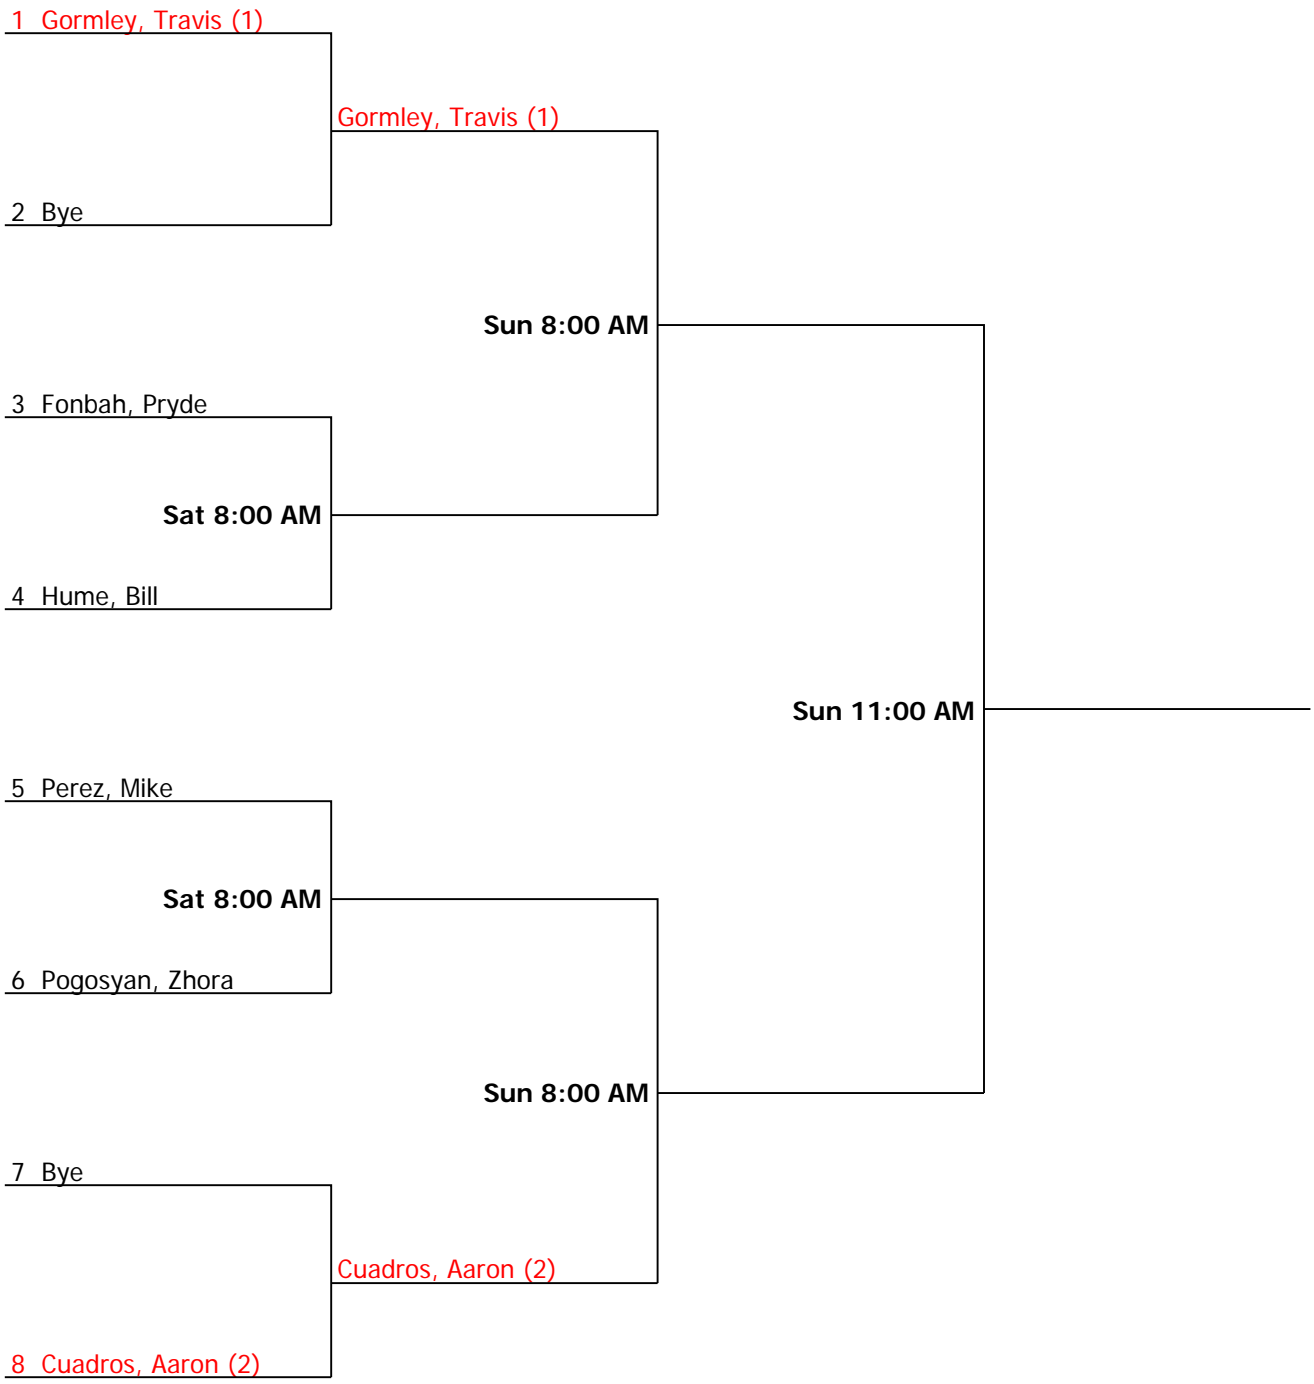 1 Gormley, Travis (1)
Gormley, Travis (1)
2 Bye
Sun 8:00 AM
3 Fonbah, Pryde
Sat 8:00 AM
4 Hume, Bill
Sun 11:00 AM
5 Perez, Mike
Sat 8:00 AM
6 Pogosyan, Zhora
Sun 8:00 AM
7 Bye
Cuadros, Aaron (2)
8 Cuadros, Aaron (2)